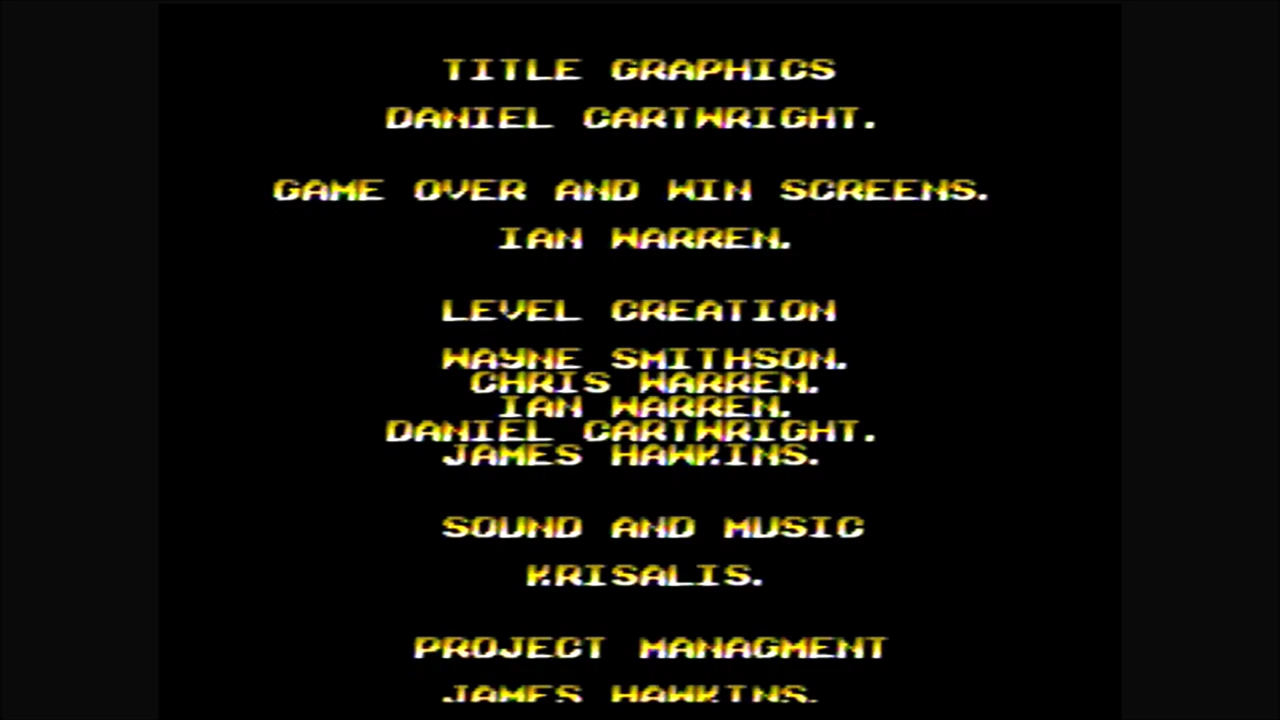 TITLE GRAPHICS
DANIEL CARTWRIGHT.
GAME OVER AND WIN SCREENS.
IAN WARREN.
LEVEL CREATION
WAYNE SMITHSON.
CHRIS WARREN.
IAN WARREN.
DANIEL CARTWRIGHT.
JAMES HAWKINS.
SOUND AND MUSIC
KRISALIS.
PROJECT MANAGMENT
JAMES HAWKINS.